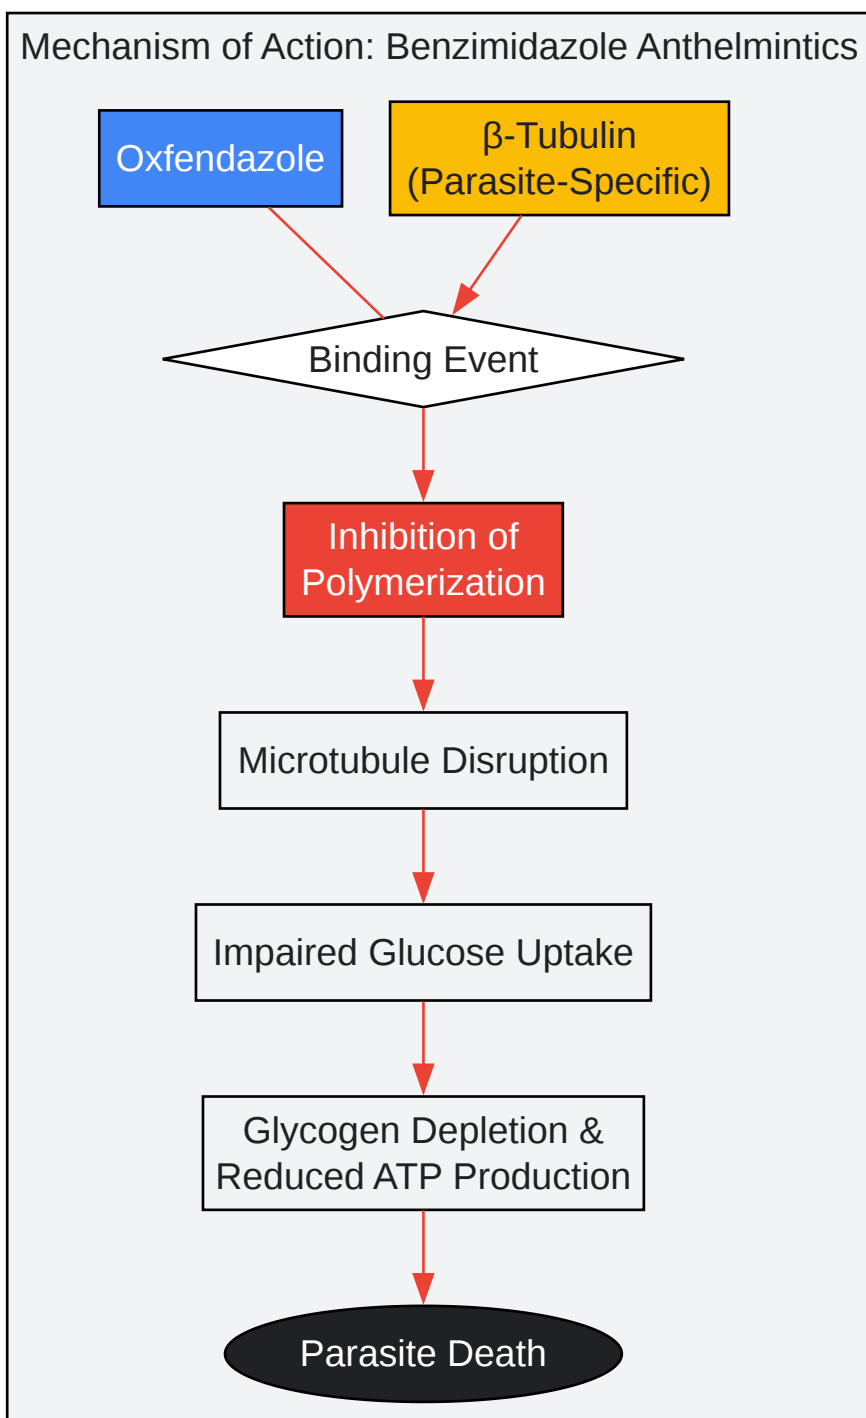 Mechanism of Action: Benzimidazole Anthelmintics
Oxfendazole
β-Tubulin
(Parasite-Specific)
Binding Event
Inhibition of
Polymerization
Microtubule Disruption
Impaired Glucose Uptake
Glycogen Depletion &
Reduced ATP Production
Parasite Death